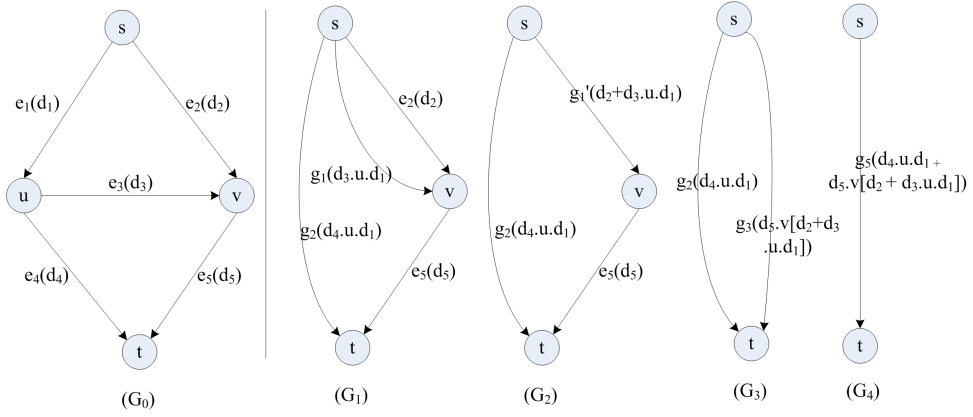 s
e₁(d₁)
e₂(d₂)
u
e₃(d₃)
v
e₄(d₄)
e₅(d₅)
t
(G₀)
s
e₂(d₂)
g₁(d₃.u.d₁)
v
g₂(d₄.u.d₁)
e₅(d₅)
t
(G₁)
s
g₁'(d₂+d₃.u.d₁)
v
g₂(d₄.u.d₁)
e₅(d₅)
t
(G₂)
s
g₂(d₄.u.d₁)
g₃(d₅.v[d₂+d₃
.u.d₁])
t
(G₃)
s
g₅(d₄.u.d₁ +
d₅.v[d₂ + d₃.u.d₁])
t
(G₄)